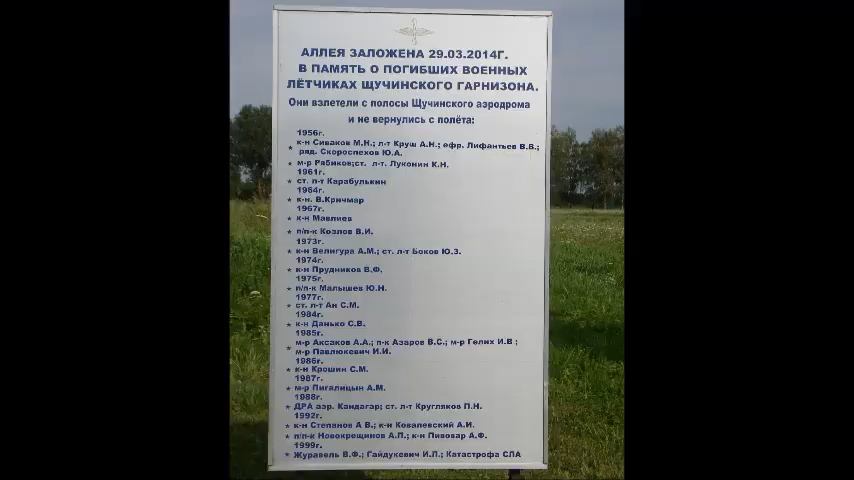 АЛЛЕЯ ЗАЛОЖЕНА 29.03.2014Г.
В ПАМЯТЬ О ПОГИБШИХ ВОЕННЫХ
ЛЁТЧИКАХ ЩУЧИНСКОГО ГАРНИЗОНА.
Они взлетели с полосы Щучинского аэродрома
и не вернулись с полёта:
1956г.
★ к-н Сиваков М.Н.; л-т Круш А.Н.; ефр. Лифантьев В.В.;
ряд. Скороспехов Ю.А.
★ м-р Рябиков;ст. л-т. Луконин К.Н.
1961г.
★ ст. л-т Карабулькин
1964г.
★ к-н. В.Кричмар
1967г.
★ к-н Мавлиев
★ п/п-к Козлов В.И.
1973г.
★ к-н Велигура А.М.; ст. л-т Боков Ю.З.
1974г.
★ к-н Прудников В.Ф.
1975г.
★ п/п-к Малышев Ю.Н.
1977г.
★ ст. л-т Ан С.М.
1984г.
★ к-н Данько С.В.
1985г.
★ м-р Аксаков А.А.; п-к Азаров В.С.; м-р Гелих И.В ;
м-р Павлюкевич И.И.
1986г.
★ к-н Крошин С.М.
1987г.
★ м-р Пигалицын А.М.
1988г.
★ ДРА аэр. Кандагар; ст. л-т Кругляков П.Н.
1992г.
★ к-н Степанов А В.; к-н Ковалевский А.И.
★ п/п-к Новокрещинов А.П.; к-н Пивовар А.Ф.
1999г.
★ Журавель В.Ф.; Гайдукевич И.П.; Катастрофа СЛА